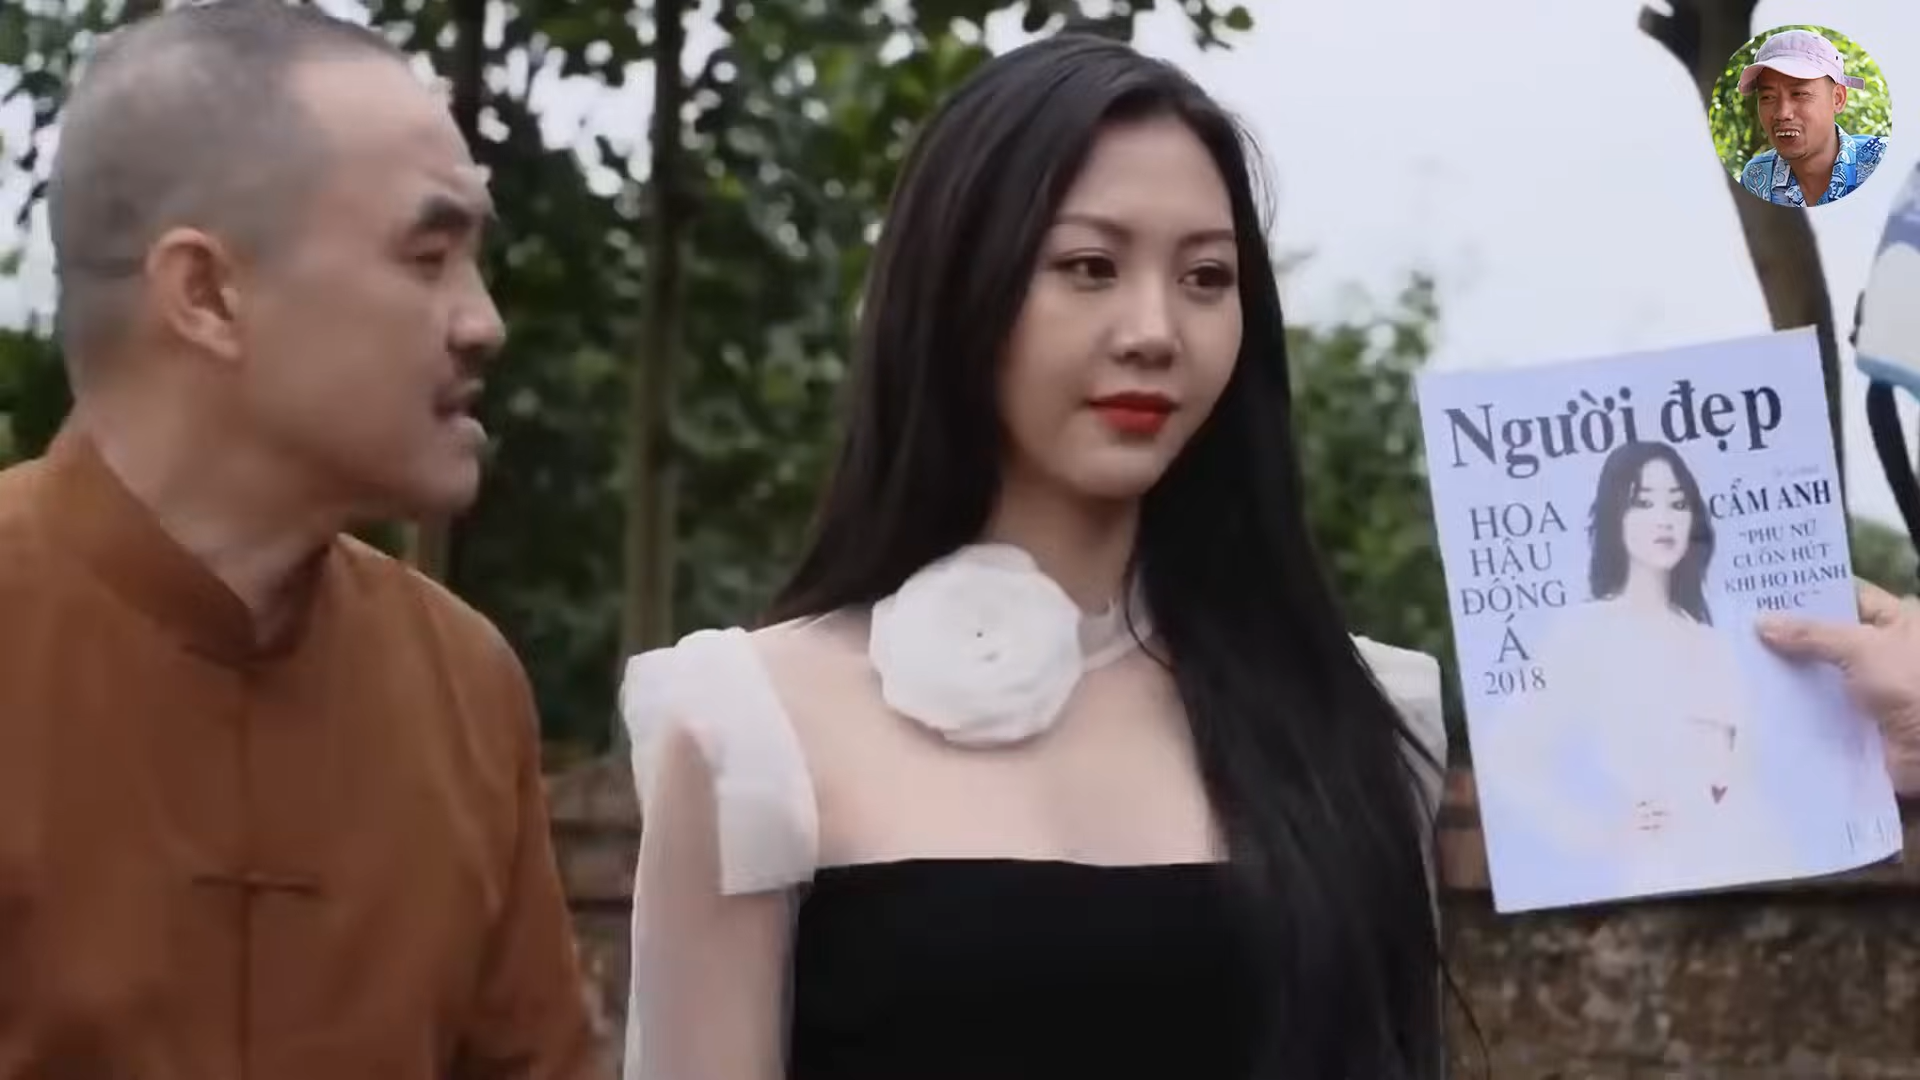 Người đẹp
HOA
HẬU
ĐÔNG
Á
2018
CẨM ANH
"PHỤ NỮ
CUỐN HÚT
KHI HỌ HẠNH
PHÚC"